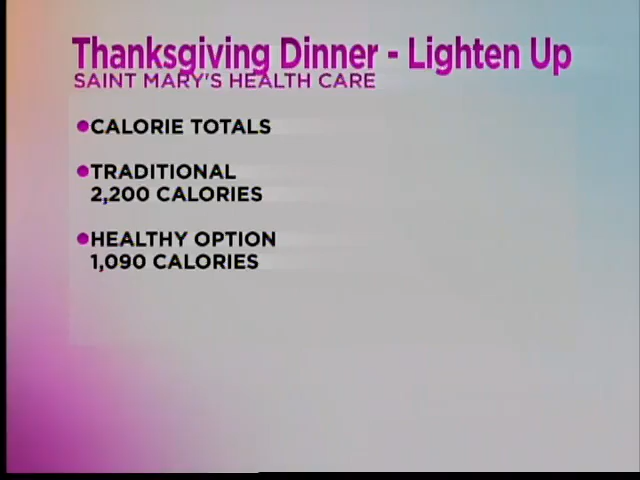 Thanksgiving Dinner - Lighten Up
SAINT MARY'S HEALTH CARE
CALORIE TOTALS
TRADITIONAL
2,200 CALORIES
HEALTHY OPTION
1,090 CALORIES